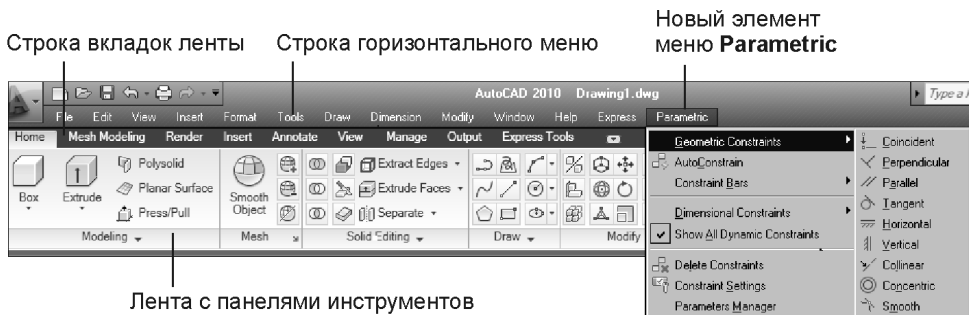 Новый элемент
Строка вкладок ленты Строка горизонтального меню меню Parametric
AutoCAD 2010 Drawing1.dwg Type a
File Edit View Insert Format Tools Draw Dimension Modify Window Help Express Parametric
Home Mesh Modeling Render Insert Annotate View Manage Output Express Tools
Geometric Constraints Coincident
Polysolid Extract Edges AutoConstrain Perpendicular
Box Extrude Planar Surface Smooth Object Extrude Faces Constraint Bars Parallel
Press/Pull Separate Dimensional Constraints Tangent
Modeling Mesh Solid Editing Draw Modify Show All Dynamic Constraints Horizontal
Vertical
Delete Constraints Collinear
Constraint Settings Concentric
Лента с панелями инструментов Parameters Manager Smooth